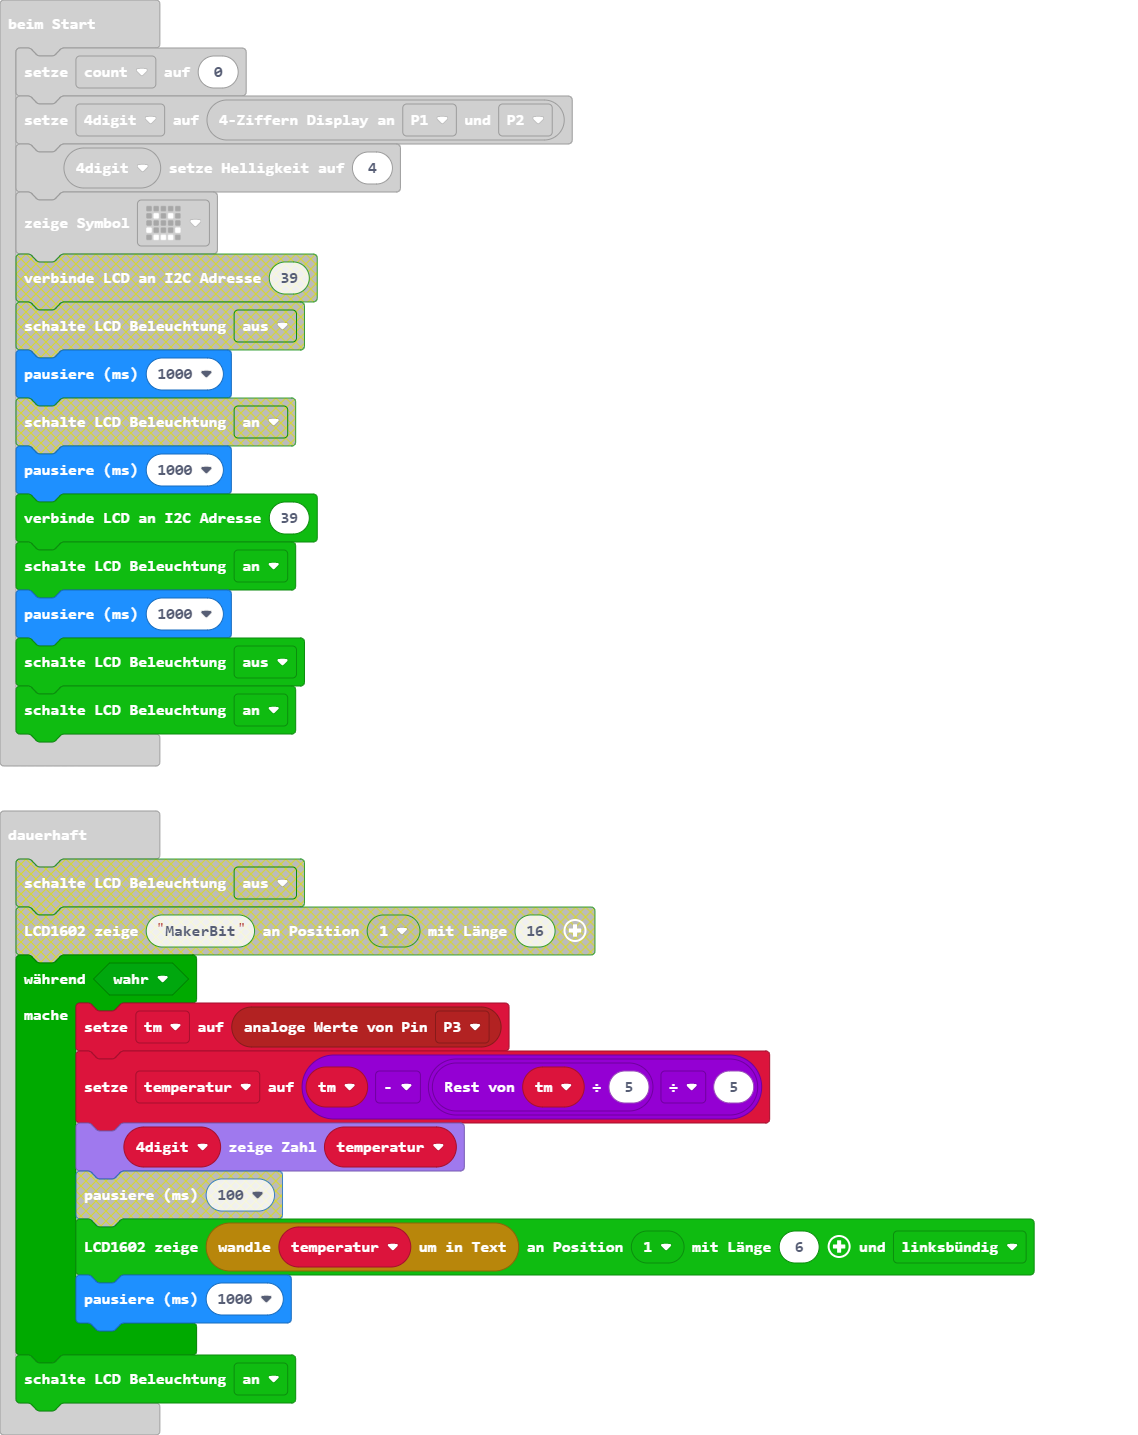 beim Start
setze count auf 0
setze 4digit auf 4-Ziffern Display an P1 und P2
4digit setze Helligkeit auf 4
zeige Symbol
verbinde LCD an I2C Adresse 39
schalte LCD Beleuchtung aus
pausiere (ms) 1000
schalte LCD Beleuchtung an
pausiere (ms) 1000
verbinde LCD an I2C Adresse 39
schalte LCD Beleuchtung an
pausiere (ms) 1000
schalte LCD Beleuchtung aus
schalte LCD Beleuchtung an
dauerhaft
schalte LCD Beleuchtung aus
LCD1602 zeige "MakerBit" an Position 1 mit Länge 16
während wahr
mache
setze tm auf analoge Werte von Pin P3
setze temperatur auf tm - Rest von tm ÷ 5 ÷ 5
4digit zeige Zahl temperatur
pausiere (ms) 100
LCD1602 zeige wandle temperatur um in Text an Position 1 mit Länge 6 und linksbündig
pausiere (ms) 1000
schalte LCD Beleuchtung an